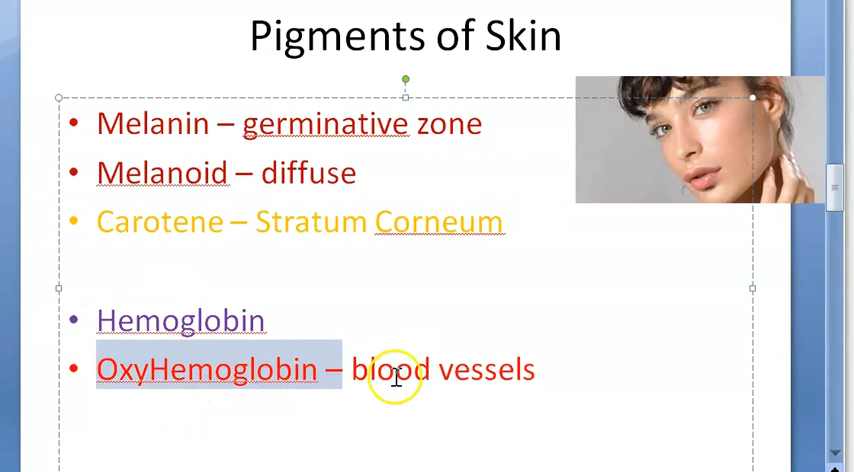 Pigments of Skin
• Melanin – germinative zone
• Melanoid – diffuse
• Carotene – Stratum Corneum
• Hemoglobin
• OxyHemoglobin – blood vessels